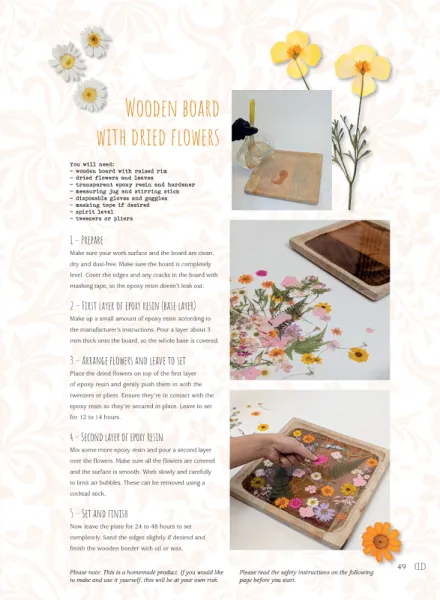 Wooden board
with dried flowers
You will need:
- wooden board with raised rim
- dried flowers and leaves
- transparent epoxy resin and hardener
- measuring jug and stirring stick
- disposable gloves and goggles
- masking tape if desired
- spirit level
- tweezers or pliers
1 - Prepare
Make sure your work surface and the board are clean,
dry and dust-free. Make sure the board is completely
level. Cover the edges and any cracks in the board with
masking tape, so the epoxy resin doesn't leak out.
2 - First layer of epoxy resin (base layer)
Make up a small amount of epoxy resin according to
the manufacturer's instructions. Pour a layer about 3
mm thick onto the board, so the whole base is covered.
3 - Arrange flowers and leave to set
Place the dried flowers on top of the first layer
of epoxy resin and gently push them in with the
tweezers or pliers. Ensure they're in contact with the
epoxy resin so they're secured in place. Leave to set
for 12 to 14 hours.
4 - Second layer of epoxy resin
Mix some more epoxy resin and pour a second layer
over the flowers. Make sure all the flowers are covered
and the surface is smooth. Work slowly and carefully
to limit air bubbles. These can be removed using a
cocktail stick.
5 - Set and finish
Now leave the plate for 24 to 48 hours to set
completely. Sand the edges slightly if desired and
finish the wooden border with oil or wax.
Please note: This is a homemade product. If you would like
to make and use it yourself, this will be at your own risk.
Please read the safety instructions on the following
page before you start.
49